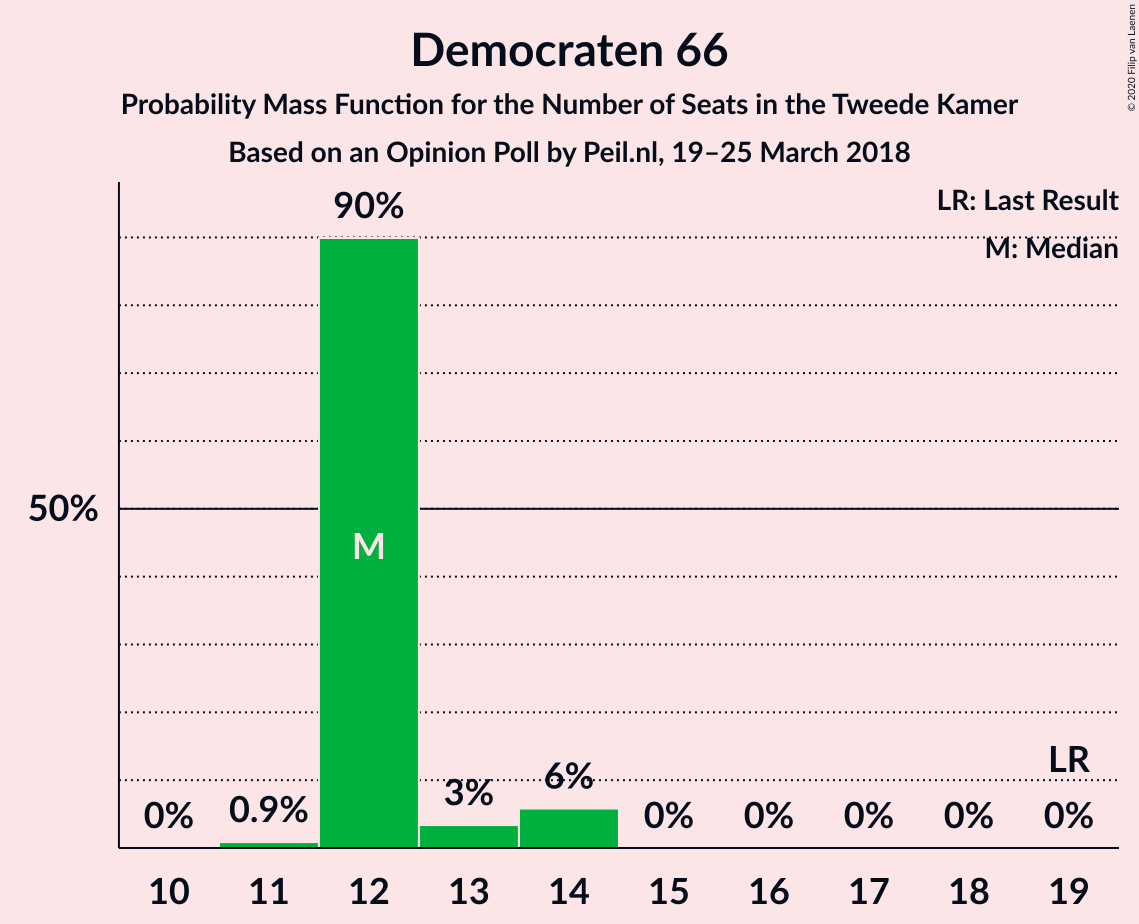 Democraten 66
Probability Mass Function for the Number of Seats in the Tweede Kamer
Based on an Opinion Poll by Peil.nl, 19–25 March 2018
© 2020 Filip van Laenen
LR: Last Result
M: Median
90%
50%
M
LR
0%
0.9%
3%
6%
0%
0%
0%
0%
0%
10 11 12 13 14 15 16 17 18 19